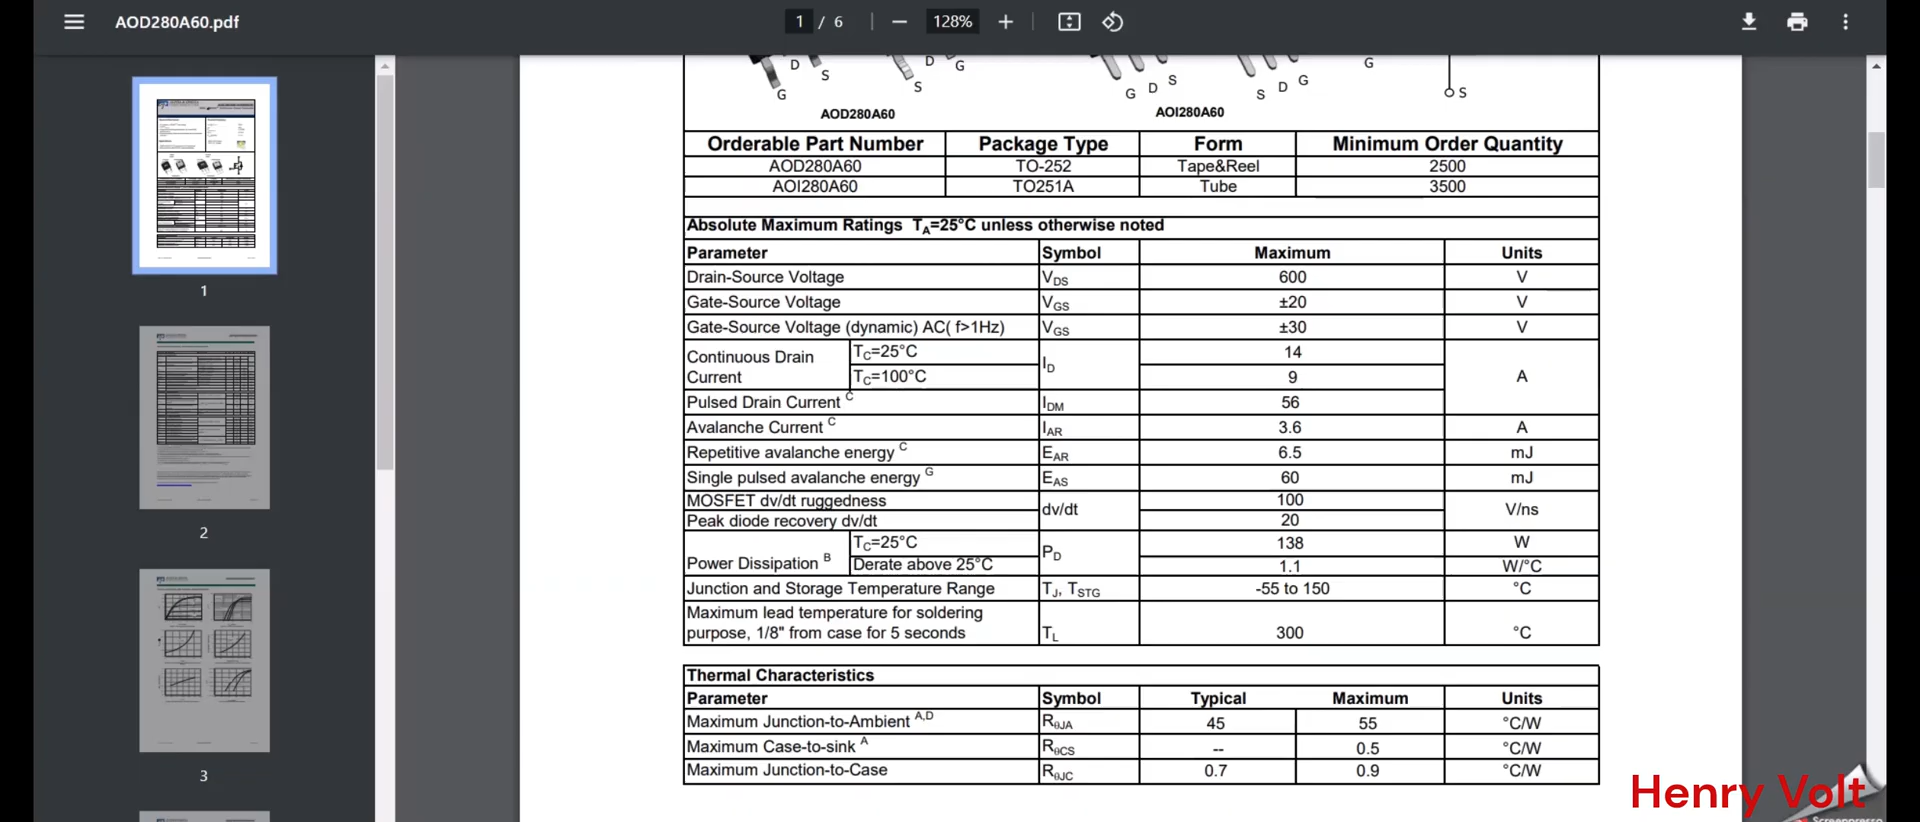 AOD280A60.pdf
1 / 6
128%
D S G
D G S
G D S
S D G
G
S
AOD280A60
AOI280A60
Orderable Part Number Package Type Form Minimum Order Quantity
AOD280A60 TO-252 Tape&Reel 2500
AOI280A60 TO251A Tube 3500
Absolute Maximum Ratings TA=25°C unless otherwise noted
Parameter Symbol Maximum Units
Drain-Source Voltage VDS 600 V
Gate-Source Voltage VGS ±20 V
Gate-Source Voltage (dynamic) AC( f>1Hz) VGS ±30 V
Continuous Drain Current TC=25°C ID 14 A
TC=100°C 9
Pulsed Drain Current C IDM 56
Avalanche Current C IAR 3.6 A
Repetitive avalanche energy C EAR 6.5 mJ
Single pulsed avalanche energy G EAS 60 mJ
MOSFET dv/dt ruggedness dv/dt 100 V/ns
Peak diode recovery dv/dt 20
Power Dissipation B TC=25°C PD 138 W
Derate above 25°C 1.1 W/°C
Junction and Storage Temperature Range TJ, TSTG -55 to 150 °C
Maximum lead temperature for soldering
purpose, 1/8" from case for 5 seconds TL 300 °C
Thermal Characteristics
Parameter Symbol Typical Maximum Units
Maximum Junction-to-Ambient A,D RθJA 45 55 °C/W
Maximum Case-to-sink A RθCS -- 0.5 °C/W
Maximum Junction-to-Case RθJC 0.7 0.9 °C/W
1
2
3
Henry Volt